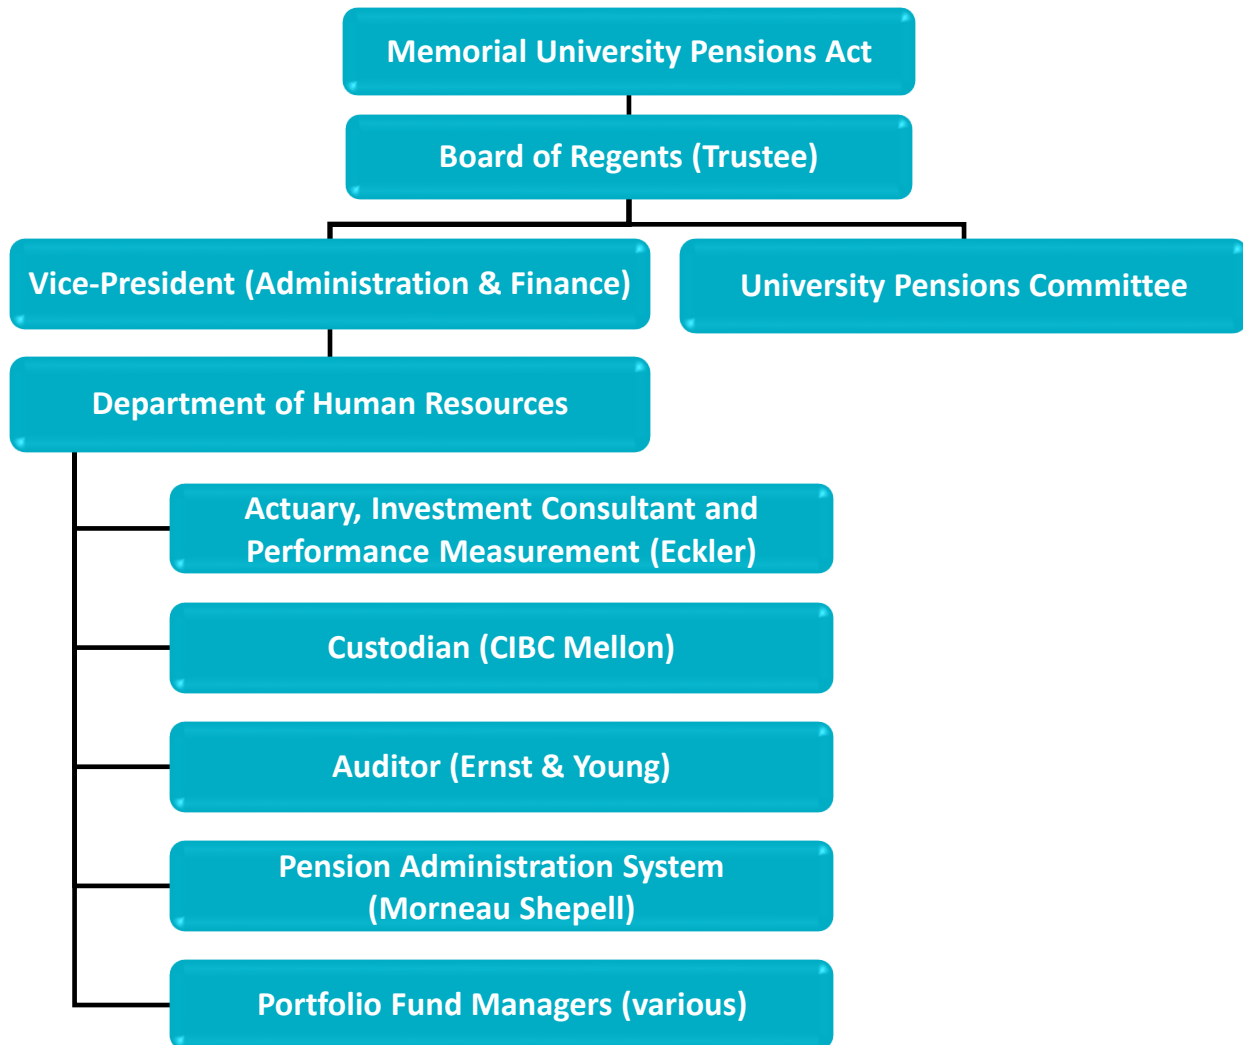 Memorial University Pensions Act
Board of Regents (Trustee)
Vice-President (Administration & Finance)
University Pensions Committee
Department of Human Resources
Actuary, Investment Consultant and
Performance Measurement (Eckler)
Custodian (CIBC Mellon)
Auditor (Ernst & Young)
Pension Administration System
(Morneau Shepell)
Portfolio Fund Managers (various)